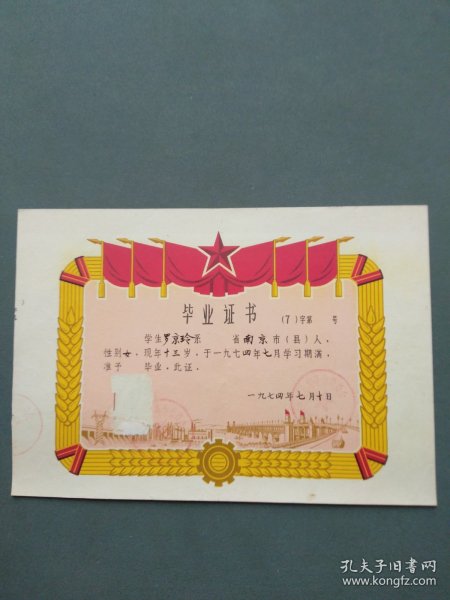 毕业证书
(7)字第 号
学生罗京玲系 省南京市(县)人,
性别女,现年十三岁,于一九七四年七月学习期满,
准予 毕业,此证.
一九七四年七月十日
孔夫子旧书网
www.kongfz.com